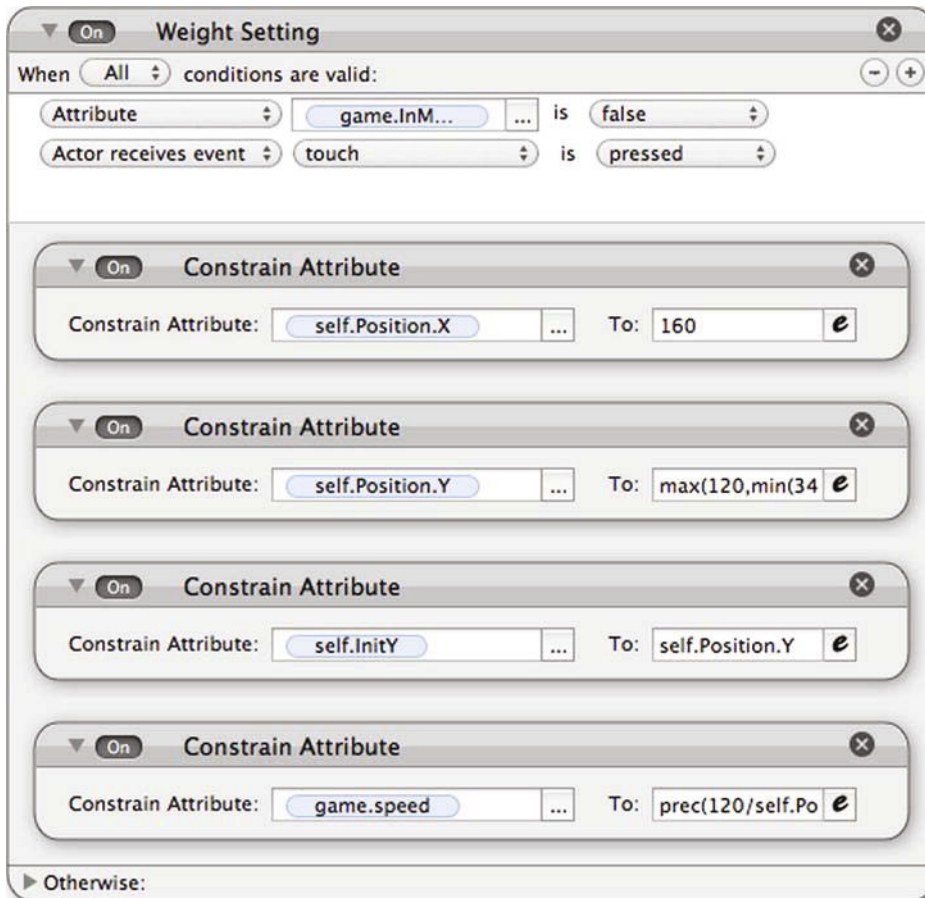 On Weight Setting
When All conditions are valid:
Attribute game.InM... ... is false
Actor receives event touch is pressed
On Constrain Attribute
Constrain Attribute: self.Position.X ... To: 160 e
On Constrain Attribute
Constrain Attribute: self.Position.Y ... To: max(120,min(34 e
On Constrain Attribute
Constrain Attribute: self.InitY ... To: self.Position.Y e
On Constrain Attribute
Constrain Attribute: game.speed ... To: prec(120/self.Po e
Otherwise: